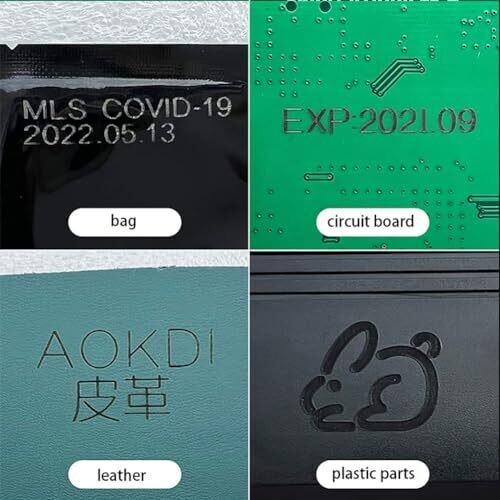 MLS COVID-19
2022.05.13
bag
EXP:2021.09
circuit board
AOKDI
皮革
leather
plastic parts